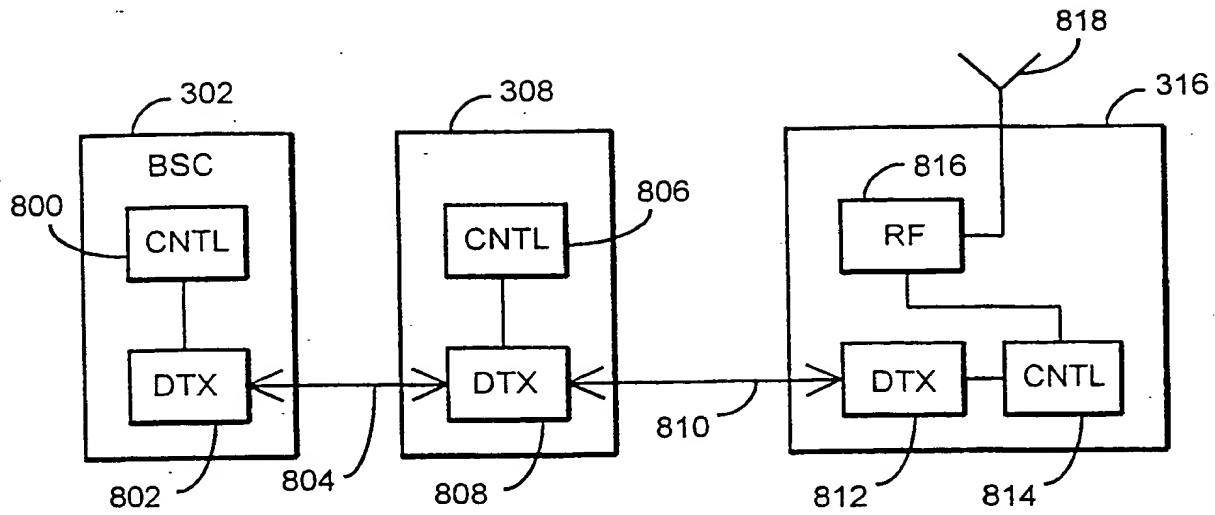 818
302
308
316
BSC
816
800
806
CNTL
CNTL
RF
DTX
DTX
DTX
CNTL
810
804
802
808
812
814